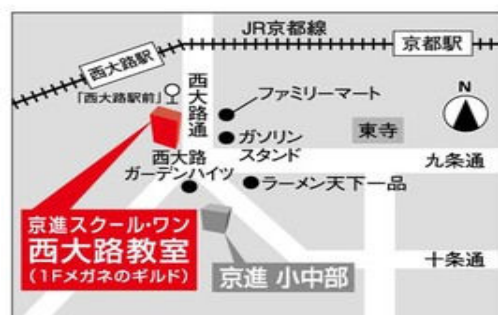 JR京都線
京都駅
西大路駅
「西大路駅前」
西大路通
ファミリーマート
ガソリン
スタンド
東寺
N
九条通
西大路
ガーデンハイツ
ラーメン天下一品
京進スクール・ワン
西大路教室
(1Fメガネのギルド)
京進 小中部
十条通